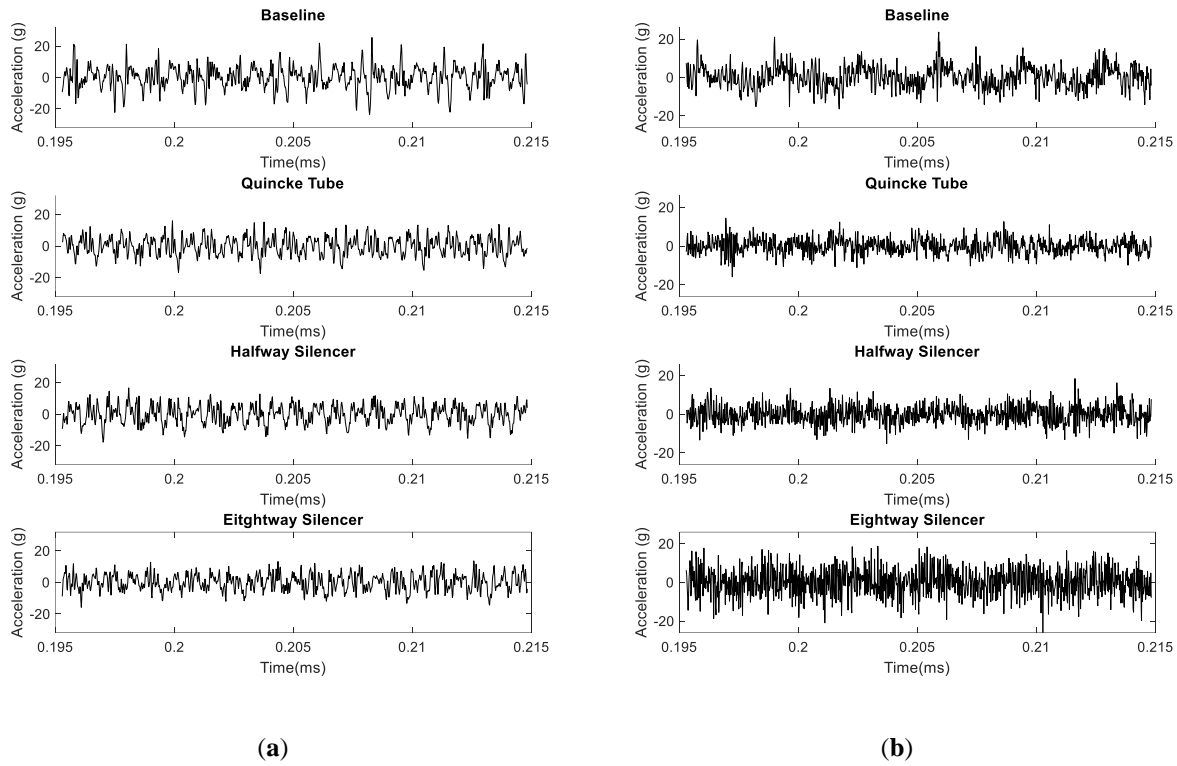 Baseline
Acceleration (g)
20
0
-20
0.195 0.2 0.205 0.21 0.215
Time(ms)
Quincke Tube
Acceleration (g)
20
0
-20
0.195 0.2 0.205 0.21 0.215
Time(ms)
Halfway Silencer
Acceleration (g)
20
0
-20
0.195 0.2 0.205 0.21 0.215
Time(ms)
Eitghtway Silencer
Acceleration (g)
20
0
-20
0.195 0.2 0.205 0.21 0.215
Time(ms)
(a)
Baseline
Acceleration (g)
20
0
-20
0.195 0.2 0.205 0.21 0.215
Time(ms)
Quincke Tube
Acceleration (g)
20
0
-20
0.195 0.2 0.205 0.21 0.215
Time(ms)
Halfway Silencer
Acceleration (g)
20
0
-20
0.195 0.2 0.205 0.21 0.215
Time(ms)
Eightway Silencer
Acceleration (g)
20
0
-20
0.195 0.2 0.205 0.21 0.215
Time(ms)
(b)